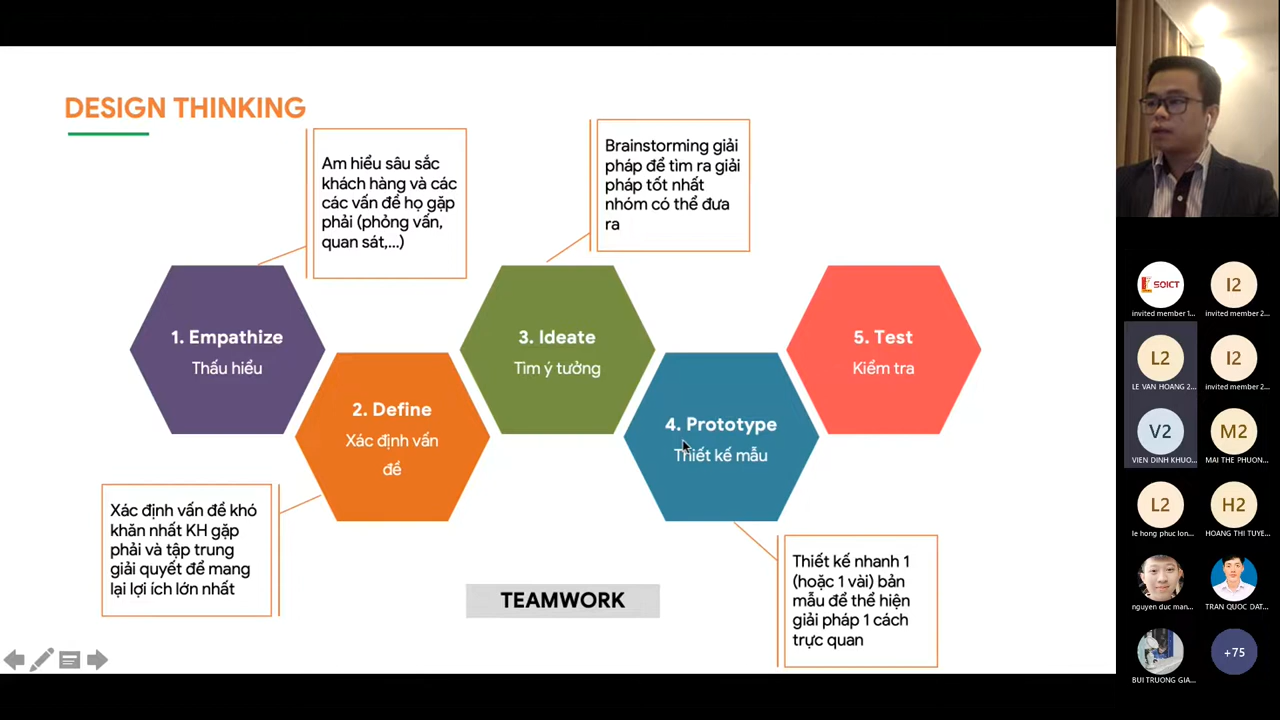 DESIGN THINKING
Am hiểu sâu sắc
khách hàng và các
các vấn đề họ gặp
phải (phỏng vấn,
quan sát,...)
Brainstorming giải
pháp để tìm ra giải
pháp tốt nhất
nhóm có thể đưa
ra
1. Empathize
Thấu hiểu
2. Define
Xác định vấn
đề
3. Ideate
Tìm ý tưởng
4. Prototype
Thiết kế mẫu
5. Test
Kiểm tra
Xác định vấn đề khó
khăn nhất KH gặp
phải và tập trung
giải quyết để mang
lại lợi ích lớn nhất
TEAMWORK
Thiết kế nhanh 1
(hoặc 1 vài) bản
mẫu để thể hiện
giải pháp 1 cách
trực quan
SOICT
invited member 1...
I2
invited member 2...
L2
LE VAN HOANG 2...
I2
invited member 2...
V2
VIEN DINH KHUO...
M2
MAI THE PHUON...
L2
le hong phuc lon...
H2
HOANG THI TUYE...
nguyen duc man...
TRAN QUOC DAT...
BUI TRUONG GIA...
+75